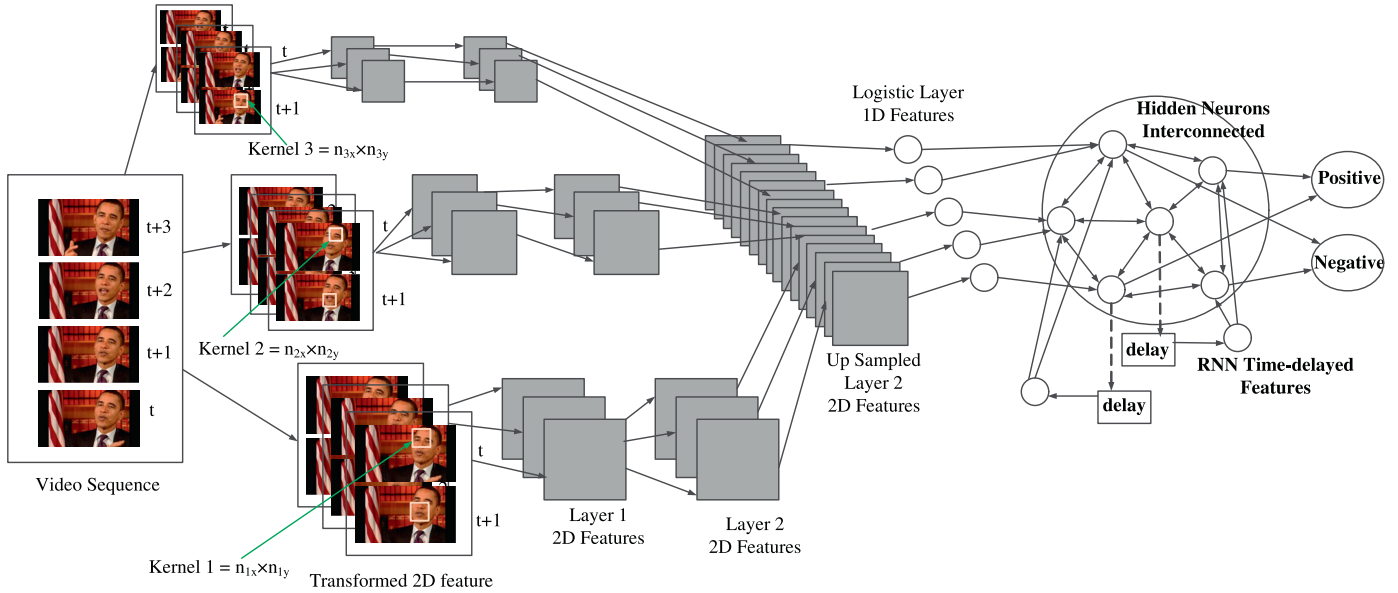 t
t+1
Kernel 3 = n3x×n3y
t+3
t+2
t+1
t
Video Sequence
t
t+1
Kernel 2 = n2x×n2y
t
t+1
Kernel 1 = n1x×n1y
Transformed 2D feature
Layer 1
2D Features
Layer 2
2D Features
Up Sampled
Layer 2
2D Features
Logistic Layer
1D Features
Hidden Neurons
Interconnected
Positive
Negative
delay
delay
RNN Time-delayed
Features